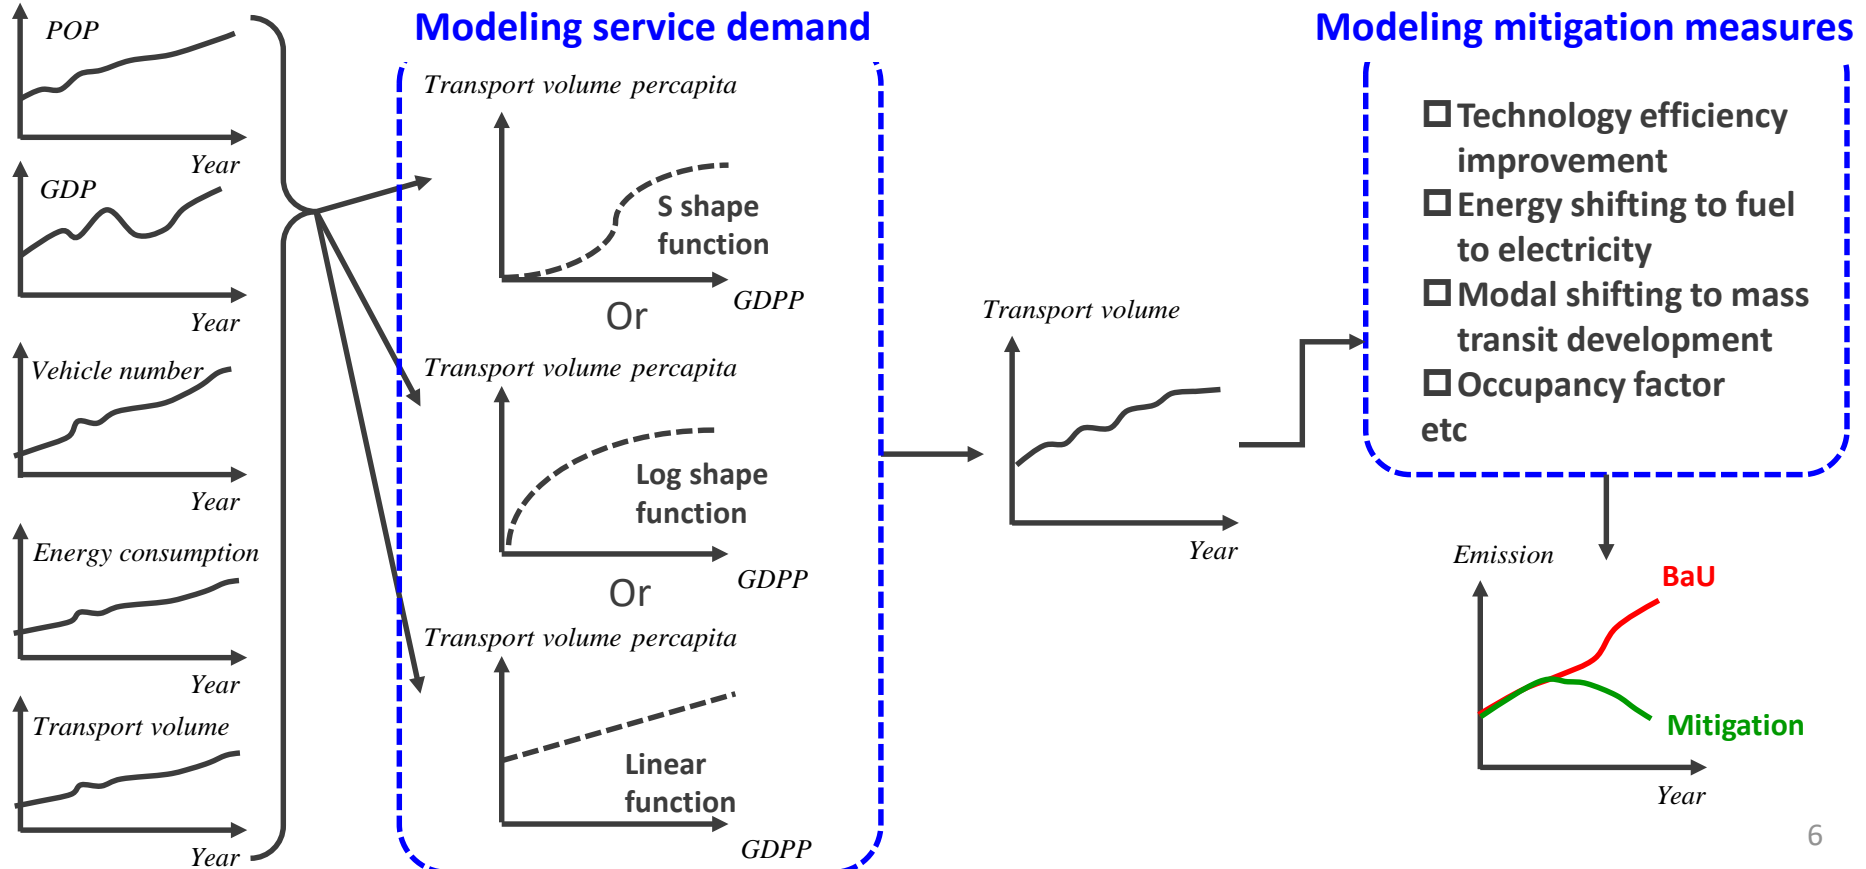 POP
Year
GDP
Year
Vehicle number
Year
Energy consumption
Year
Transport volume
Year
Modeling service demand
Transport volume percapita
S shape
function
GDPP
Or
Transport volume percapita
Log shape
function
GDPP
Or
Transport volume percapita
Linear
function
GDPP
Transport volume
Year
Modeling mitigation measures
Technology efficiency
improvement
Energy shifting to fuel
to electricity
Modal shifting to mass
transit development
Occupancy factor
etc
Emission
BaU
Mitigation
Year
6